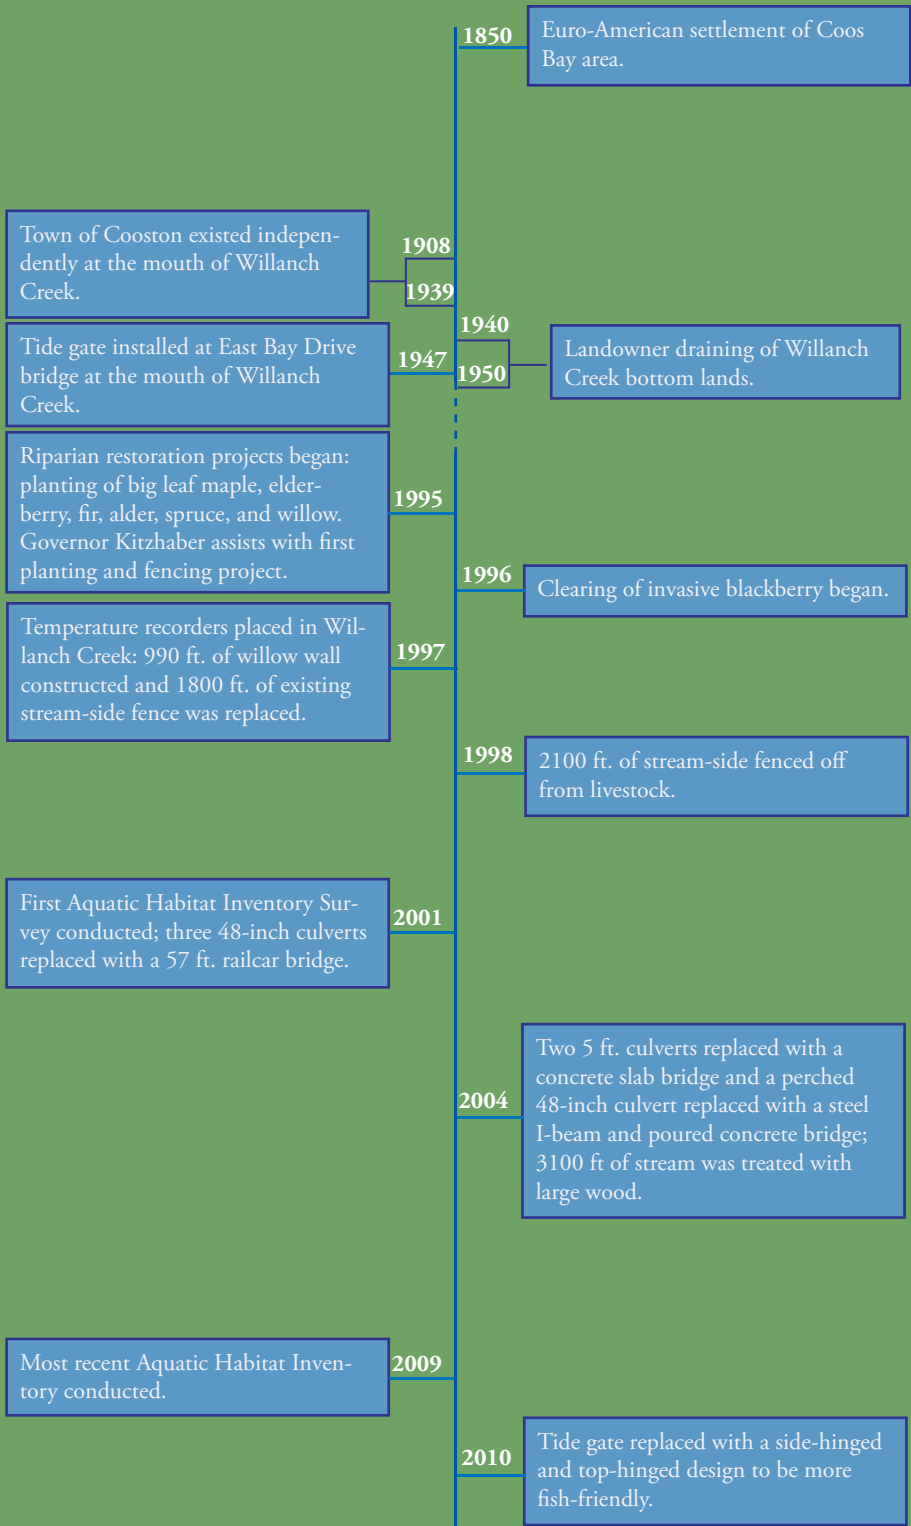 1850
Euro-American settlement of Coos
Bay area.
1908
1939
Town of Cooston existed indepen-
dently at the mouth of Willanch
Creek.
1940
1950
Landowner draining of Willanch
Creek bottom lands.
1947
Tide gate installed at East Bay Drive
bridge at the mouth of Willanch
Creek.
1995
Riparian restoration projects began:
planting of big leaf maple, elder-
berry, fir, alder, spruce, and willow.
Governor Kitzhaber assists with first
planting and fencing project.
1996
Clearing of invasive blackberry began.
1997
Temperature recorders placed in Wil-
lanch Creek: 990 ft. of willow wall
constructed and 1800 ft. of existing
stream-side fence was replaced.
1998
2100 ft. of stream-side fenced off
from livestock.
2001
First Aquatic Habitat Inventory Sur-
vey conducted; three 48-inch culverts
replaced with a 57 ft. railcar bridge.
2004
Two 5 ft. culverts replaced with a
concrete slab bridge and a perched
48-inch culvert replaced with a steel
I-beam and poured concrete bridge;
3100 ft of stream was treated with
large wood.
2009
Most recent Aquatic Habitat Inven-
tory conducted.
2010
Tide gate replaced with a side-hinged
and top-hinged design to be more
fish-friendly.